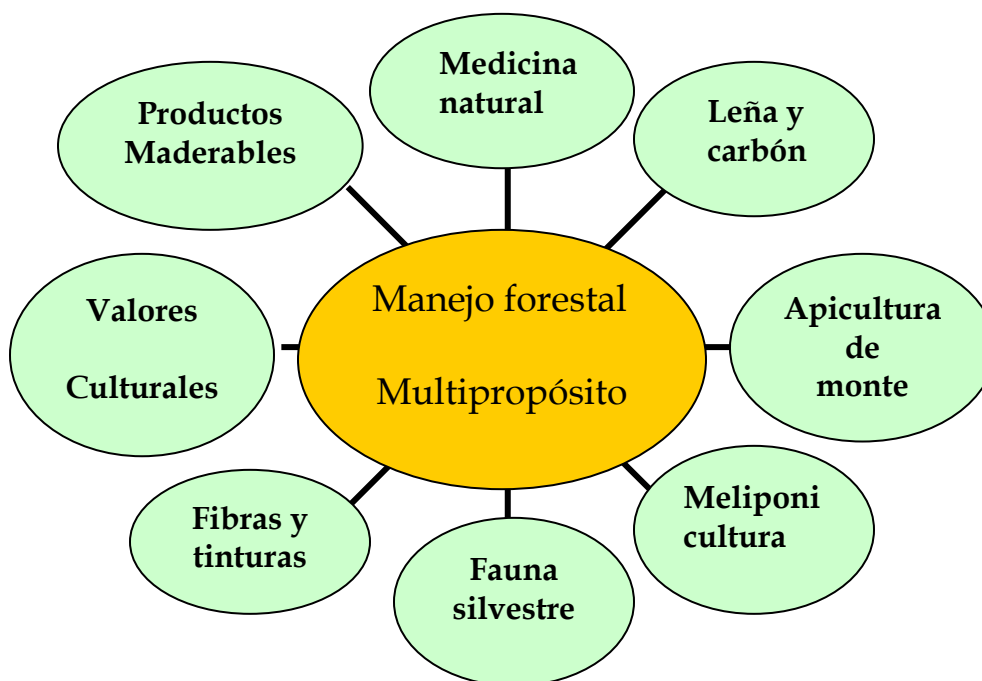 Medicina
natural
Productos
Maderables
Leña y
carbón
Manejo forestal
Multipropósito
Valores
Culturales
Apicultura
de
monte
Fibras y
tinturas
Meliponi
cultura
Fauna
silvestre